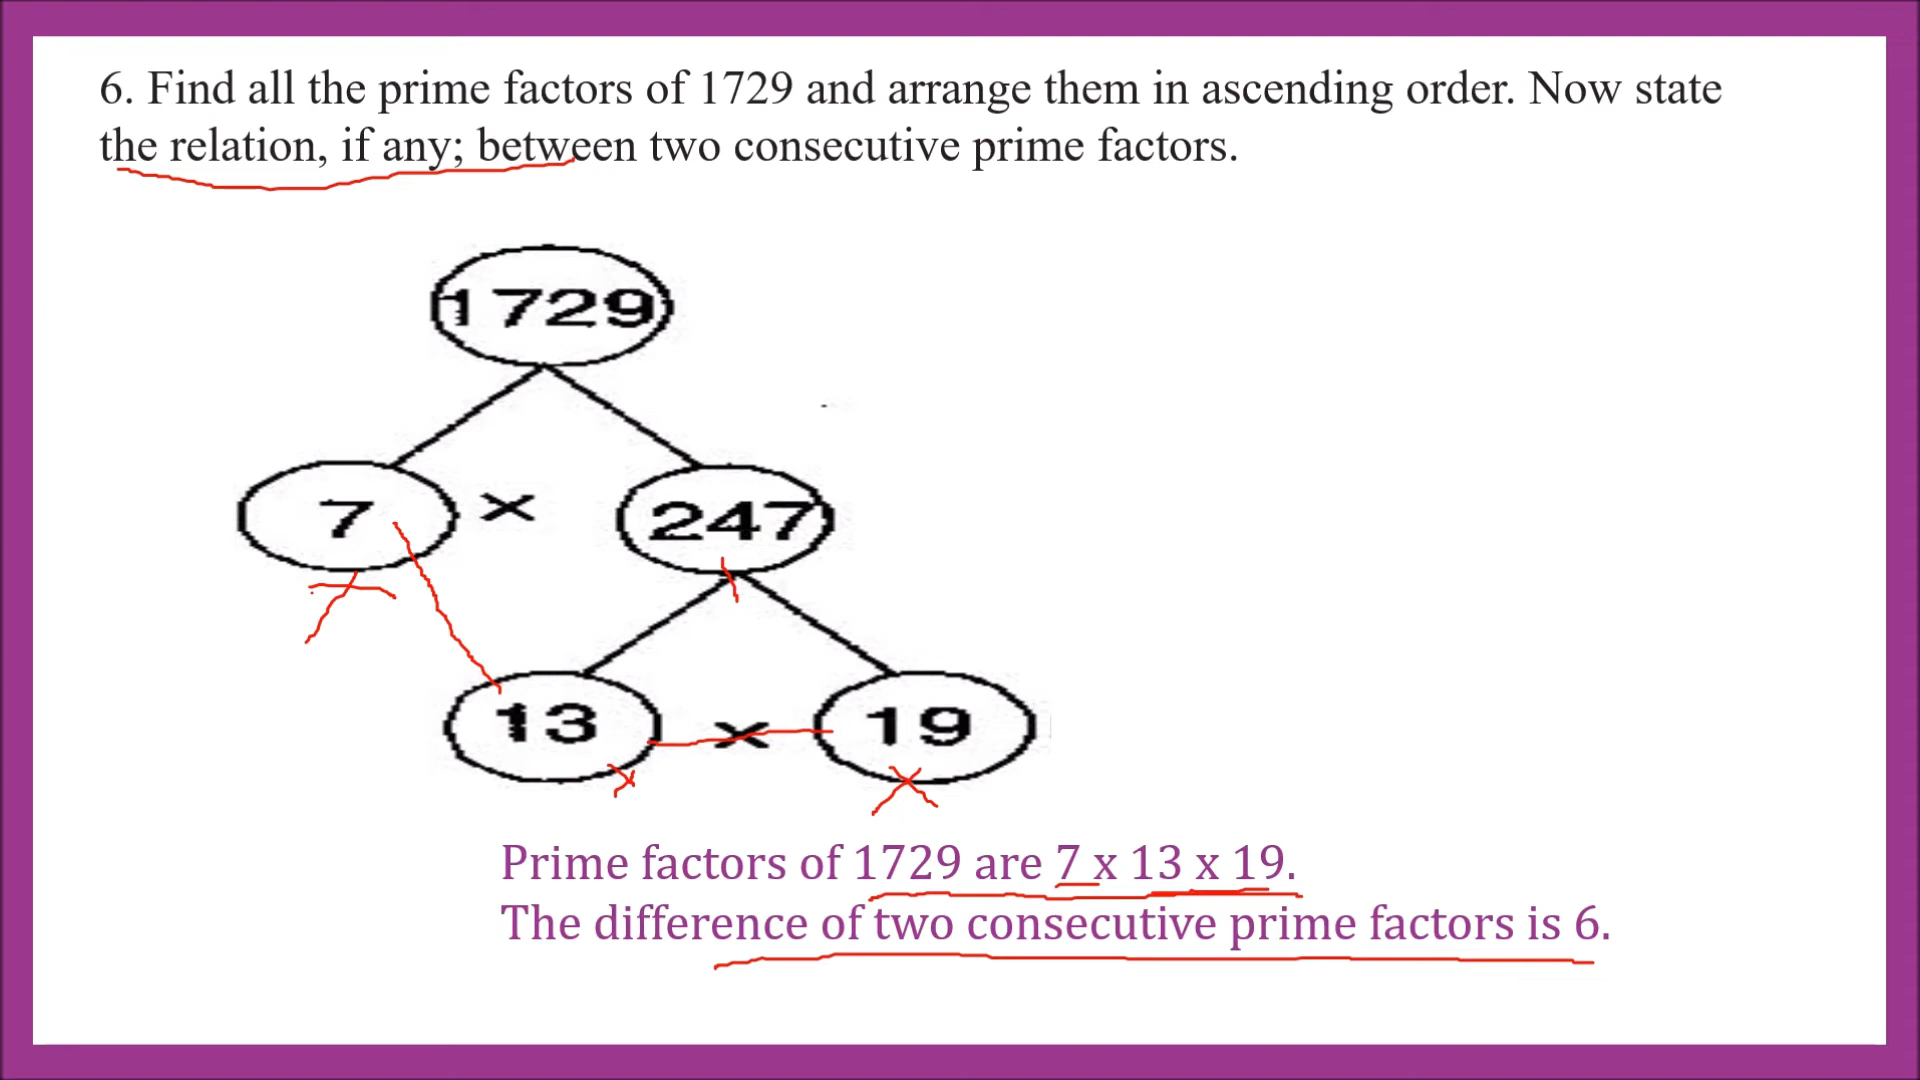 6. Find all the prime factors of 1729 and arrange them in ascending order. Now state
the relation, if any; between two consecutive prime factors.
1729
7 × 247
13 × 19
Prime factors of 1729 are 7 x 13 x 19.
The difference of two consecutive prime factors is 6.